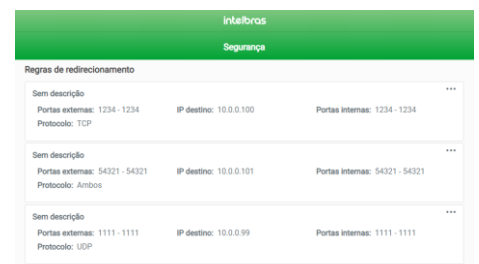 intelbras
Segurança
Regras de redirecionamento
Sem descrição
Portas externas: 1234 - 1234 IP destino: 10.0.0.100 Portas internas: 1234 - 1234
Protocolo: TCP
Sem descrição
Portas externas: 54321 - 54321 IP destino: 10.0.0.101 Portas internas: 54321 - 54321
Protocolo: Ambos
Sem descrição
Portas externas: 1111 - 1111 IP destino: 10.0.0.99 Portas internas: 1111 - 1111
Protocolo: UDP